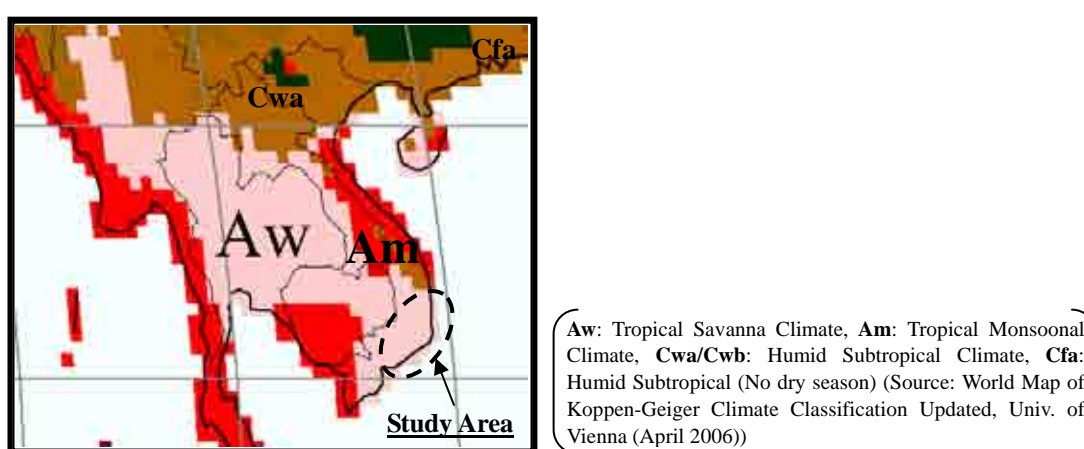 Cfa
Cwa
Aw
Am
Study Area
Aw: Tropical Savanna Climate, Am: Tropical Monsoonal
Climate, Cwa/Cwb: Humid Subtropical Climate, Cfa:
Humid Subtropical (No dry season) (Source: World Map of
Koppen-Geiger Climate Classification Updated, Univ. of
Vienna (April 2006))